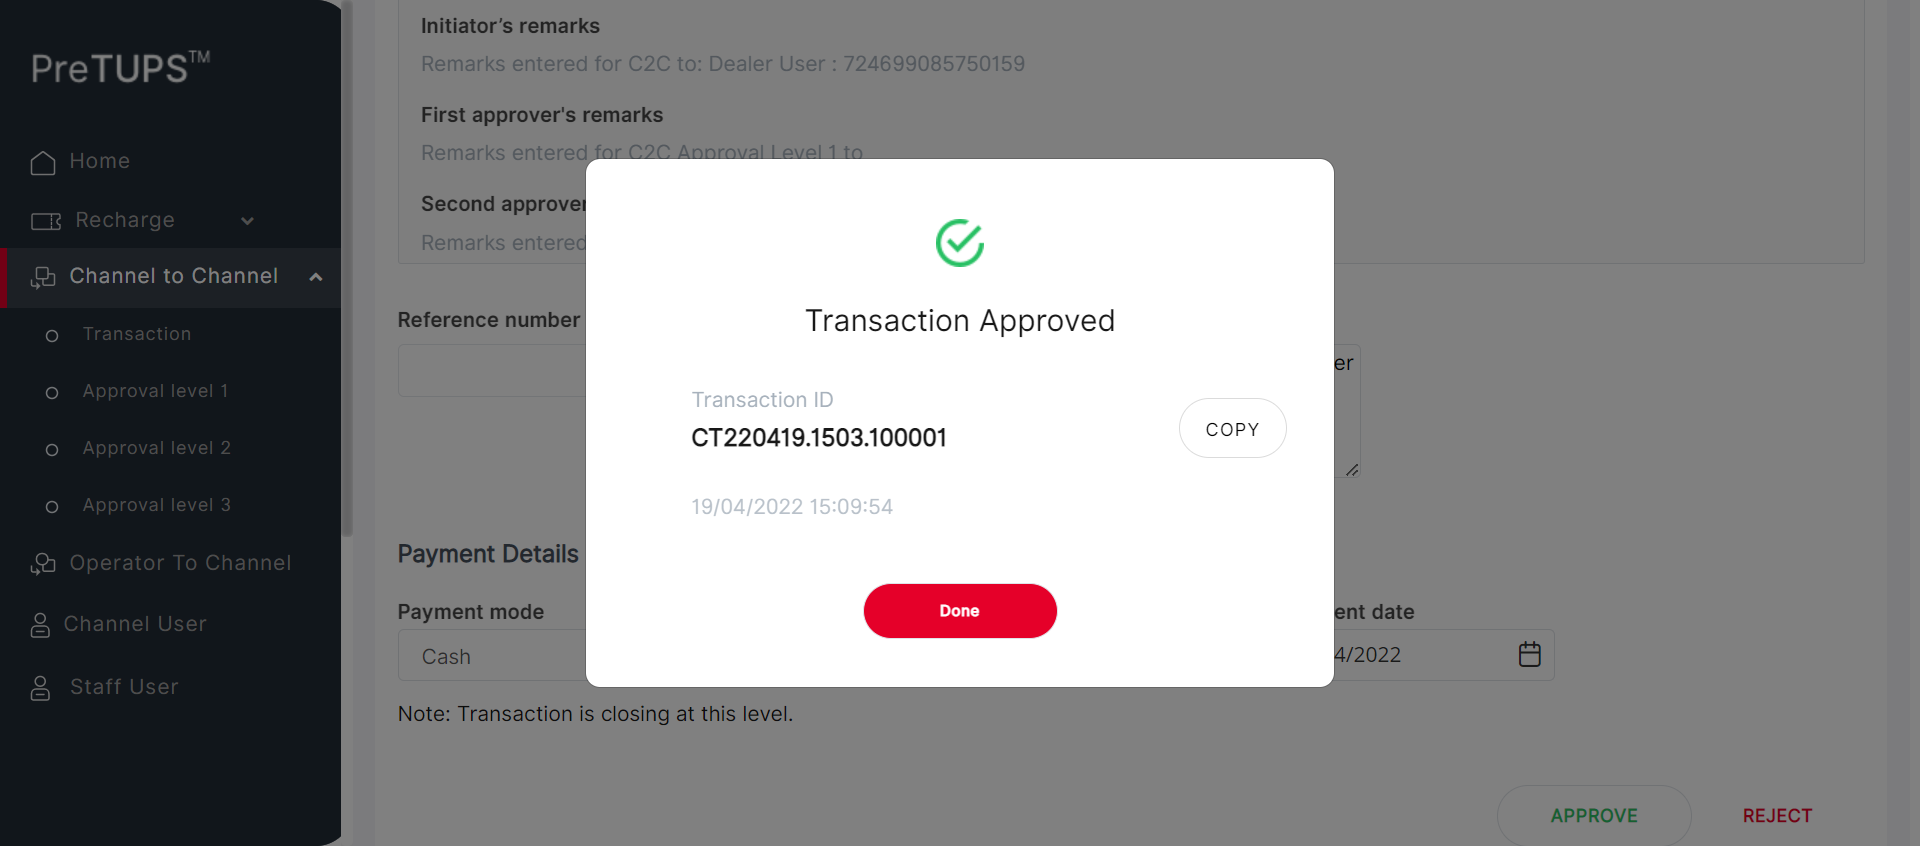 PreTUPS™
Home
Recharge
Channel to Channel
Transaction
Approval level 1
Approval level 2
Approval level 3
Operator To Channel
Channel User
Staff User
Initiator’s remarks
Remarks entered for C2C to: Dealer User : 724699085750159
First approver's remarks
Remarks entered for C2C Approval Level 1 to
Second approver
Remarks entered
Reference number
er
Payment Details
Payment mode
Cash
ent date
4/2022
Note: Transaction is closing at this level.
APPROVE
REJECT
Transaction Approved
Transaction ID
CT220419.1503.100001
COPY
19/04/2022 15:09:54
Done